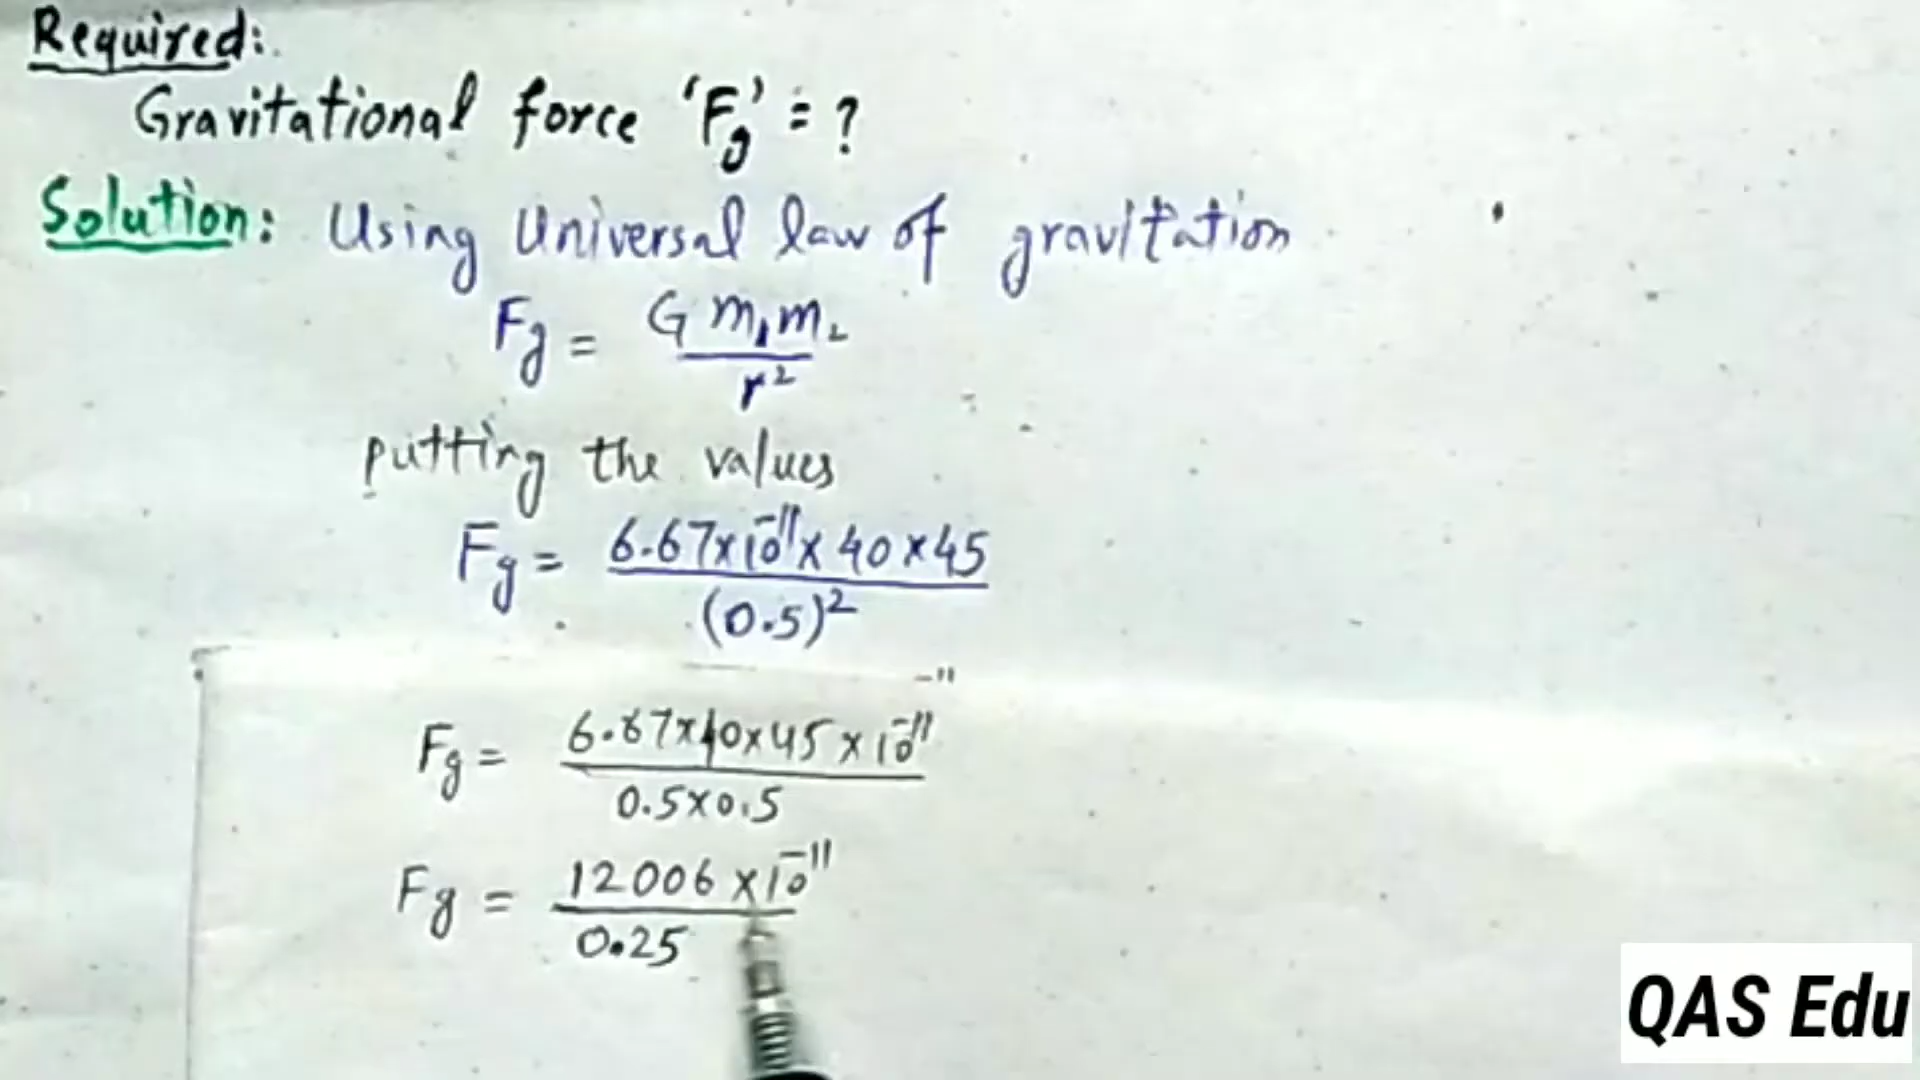 Required:
Gravitational force 'Fg' = ?
Solution: Using Universal law of gravitation
Fg = G m₁m₂
r²
putting the values
Fg = 6.67×10⁻¹¹× 40 × 45
(0.5)²
-11
Fg = 6.67×40×45 × 10⁻¹¹
0.5×0.5
Fg = 12006 ×10⁻¹¹
0.25
QAS Edu